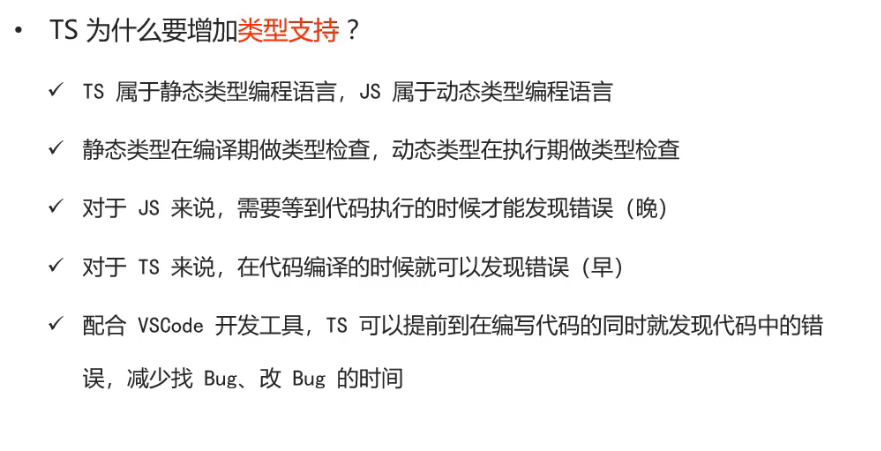 • TS 为什么要增加类型支持？
✓ TS 属于静态类型编程语言，JS 属于动态类型编程语言
✓ 静态类型在编译期做类型检查，动态类型在执行期做类型检查
✓ 对于 JS 来说，需要等到代码执行的时候才能发现错误（晚）
✓ 对于 TS 来说，在代码编译的时候就可以发现错误（早）
✓ 配合 VSCode 开发工具，TS 可以提前到在编写代码的同时就发现代码中的错
误，减少找 Bug、改 Bug 的时间